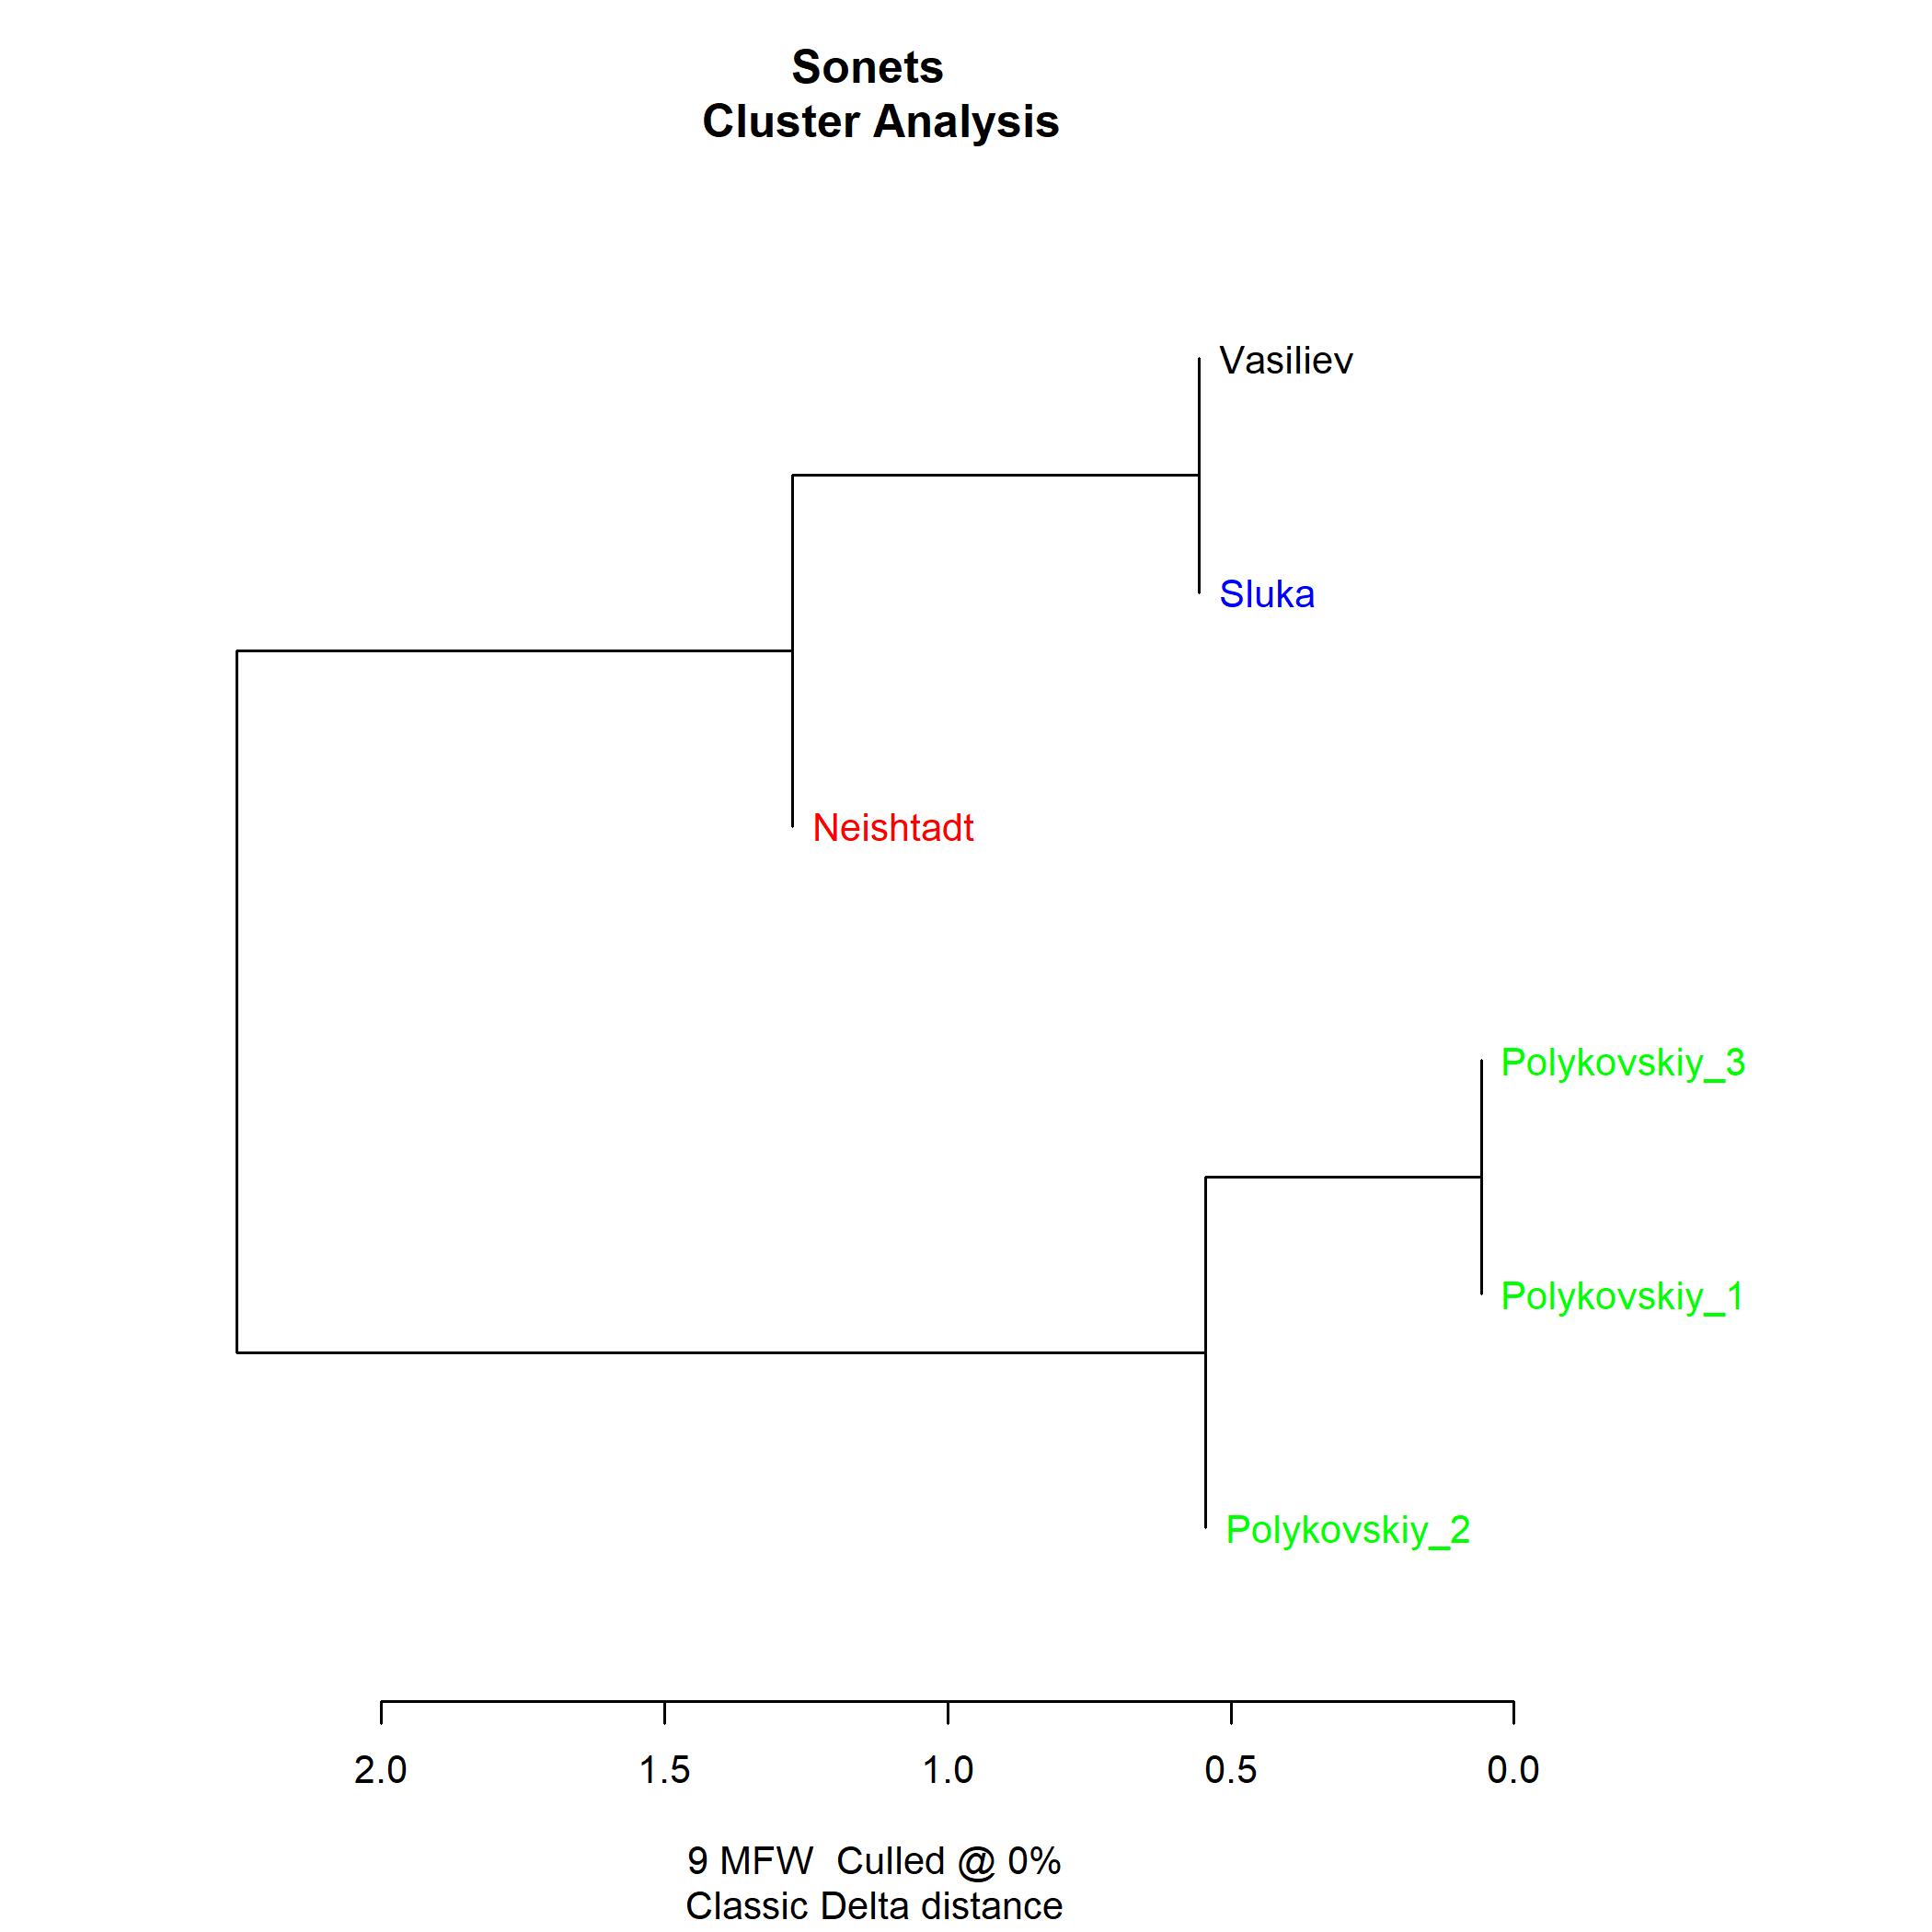 Sonets
Cluster Analysis
Vasiliev
Sluka
Neishtadt
Polykovskiy_3
Polykovskiy_1
Polykovskiy_2
2.0 1.5 1.0 0.5 0.0
9 MFW  Culled @ 0%
Classic Delta distance